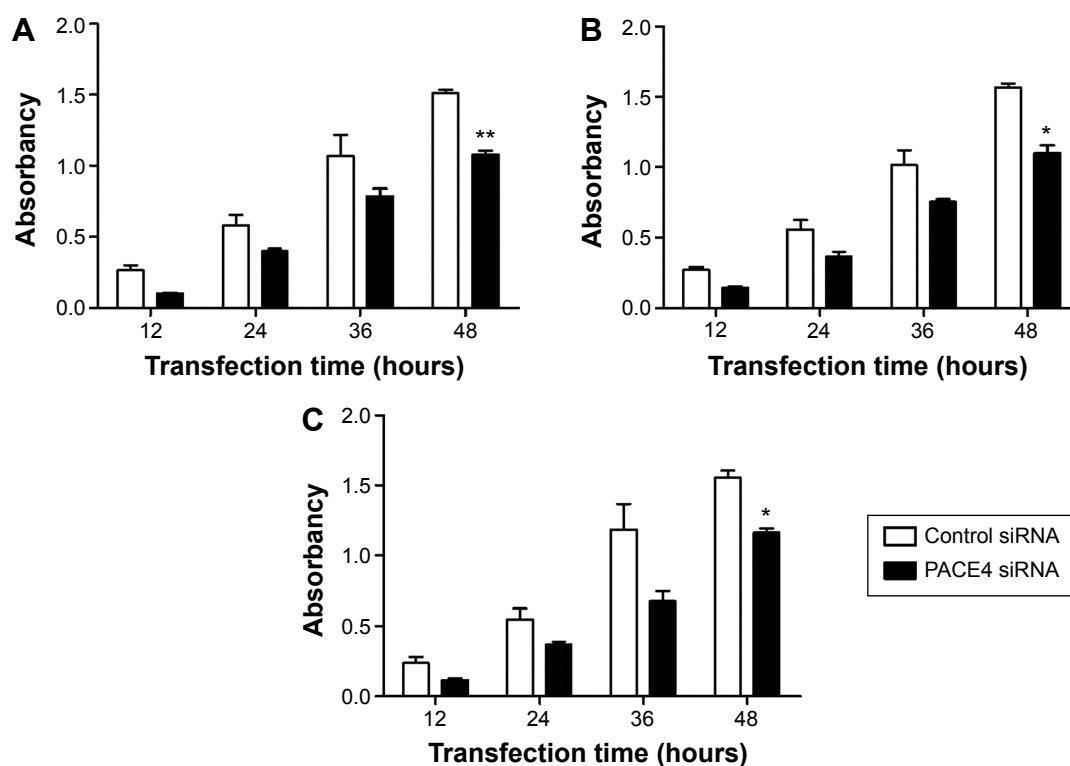 A
Absorbancy
2.0
1.5
1.0
0.5
0.0
**
12 24 36 48
Transfection time (hours)
B
Absorbancy
2.0
1.5
1.0
0.5
0.0
*
12 24 36 48
Transfection time (hours)
C
Absorbancy
2.0
1.5
1.0
0.5
0.0
*
12 24 36 48
Transfection time (hours)
Control siRNA
PACE4 siRNA